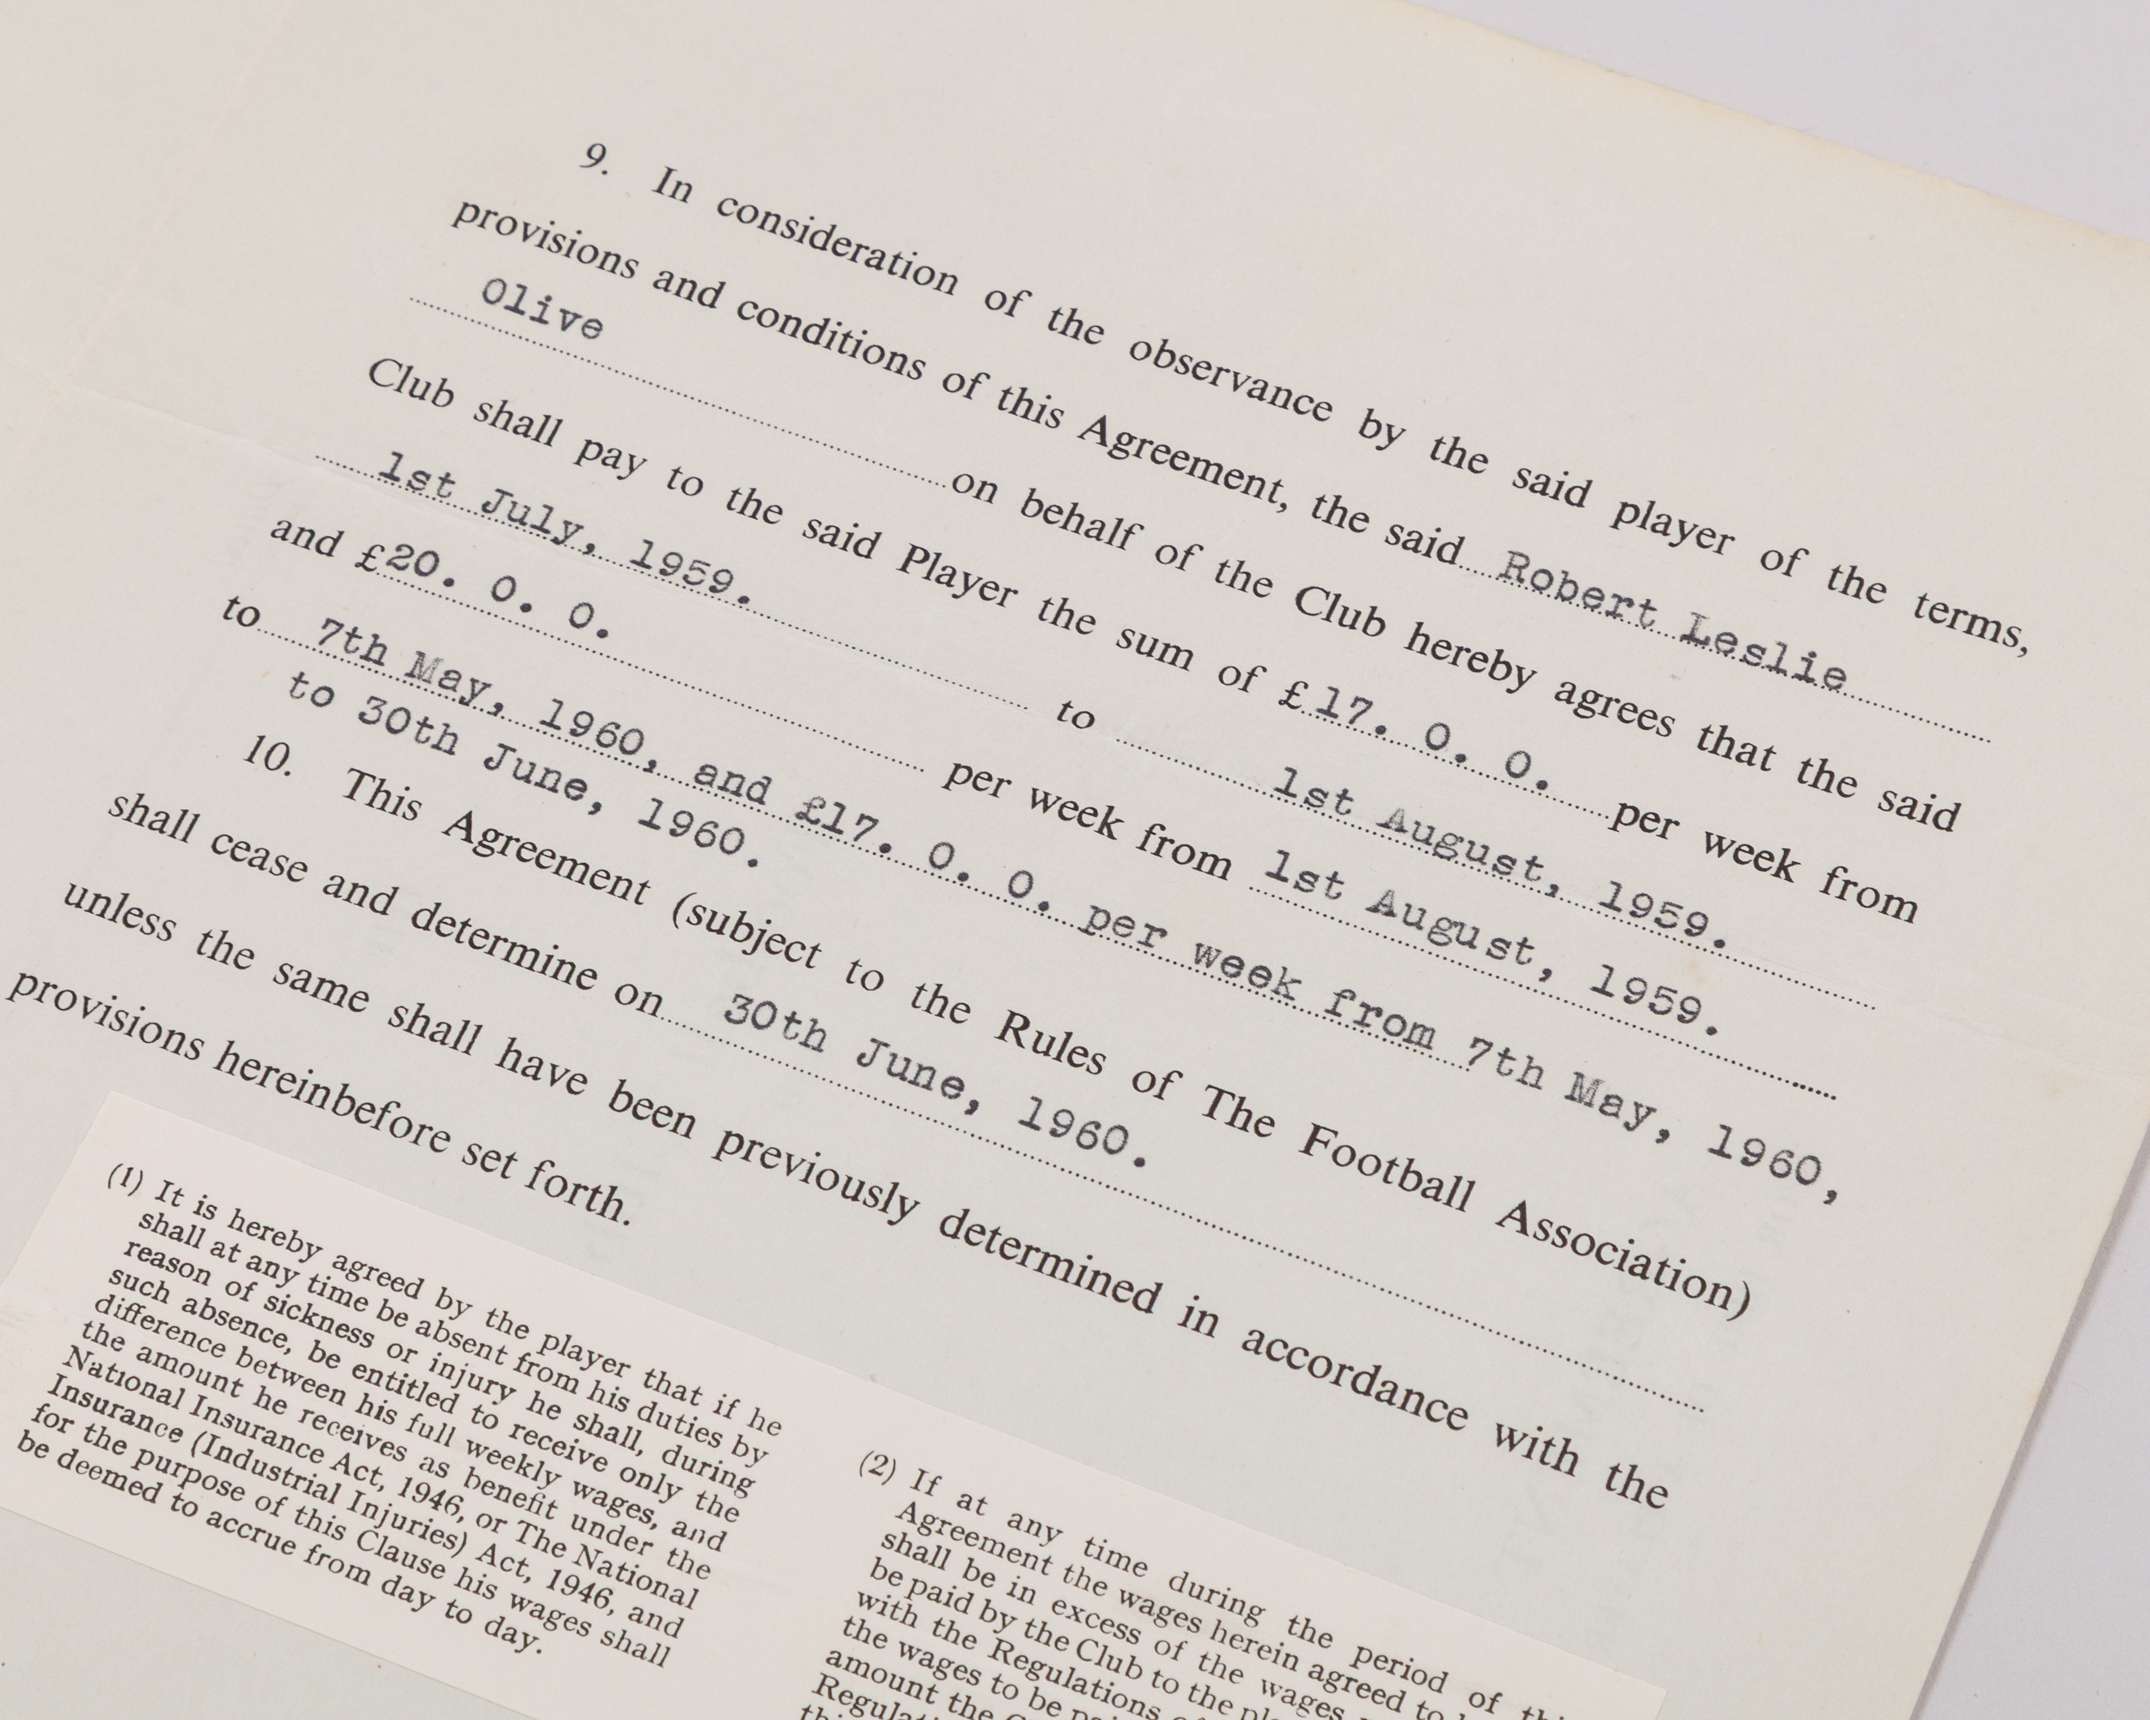 9. In consideration of the observance by the said player of the terms,
provisions and conditions of this Agreement, the said Robert Leslie
Olive on behalf of the Club hereby agrees that the said
Club shall pay to the said Player the sum of £17. 0. 0. per week from
1st July, 1959. to 1st August, 1959.
and £20. 0. 0. per week from 1st August, 1959.
to 7th May, 1960, and £17. 0. 0. per week from 7th May, 1960,
to 30th June, 1960.
10. This Agreement (subject to the Rules of The Football Association)
shall cease and determine on 30th June, 1960.
unless the same shall have been previously determined in accordance with the
provisions hereinbefore set forth.
(1) It is hereby agreed by the player that if he
shall at any time be absent from his duties by
reason of sickness or injury he shall, during
such absence, be entitled to receive only the
difference between his full weekly wages, and
the amount he receives as benefit under the
National Insurance Act, 1946, or The National
Insurance (Industrial Injuries) Act, 1946, and
for the purpose of this Clause his wages shall
be deemed to accrue from day to day.
(2) If at any time during the period of
Agreement the wages herein agreed to
shall be in excess of the wages
be paid by the Club to the
with the Regulations
the wages to be
amount the